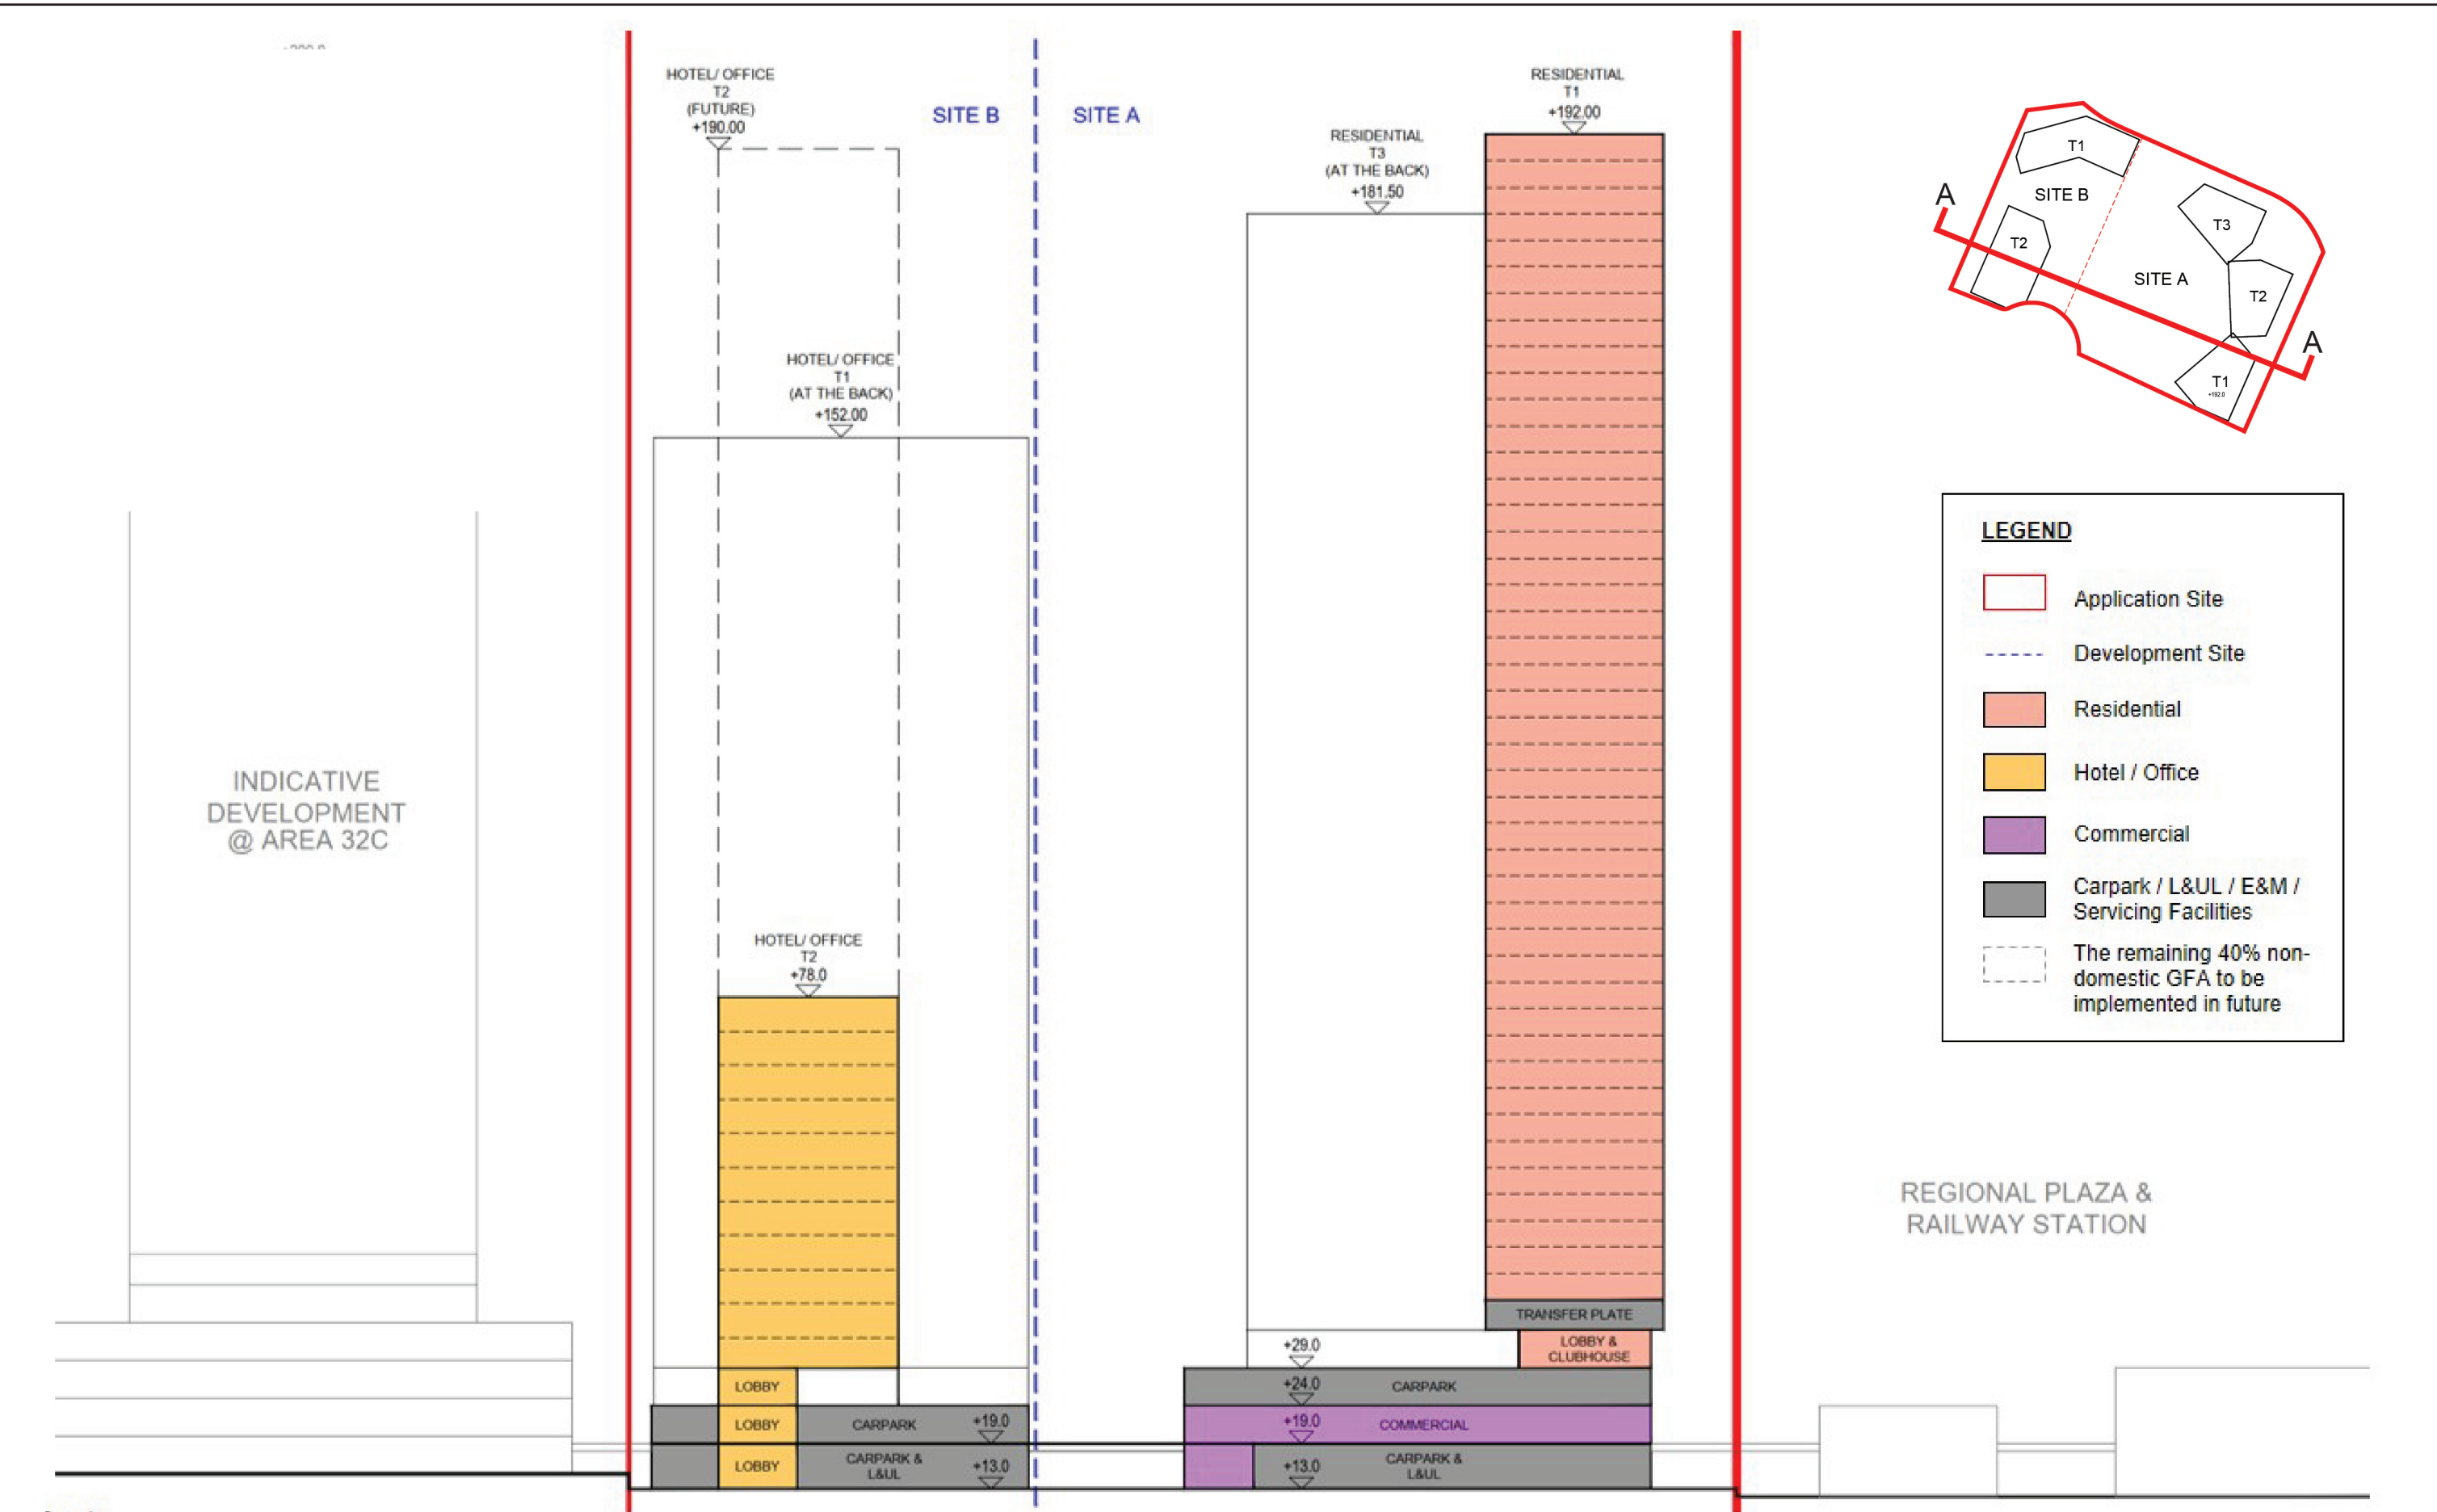 HOTEL/ OFFICE
T2
(FUTURE)
+190.00
SITE B
SITE A
RESIDENTIAL
T1
+192.00
RESIDENTIAL
T3
(AT THE BACK)
+181.50
HOTEL/ OFFICE
T1
(AT THE BACK)
+152.00
INDICATIVE
DEVELOPMENT
@ AREA 32C
HOTEL/ OFFICE
T2
+78.0
TRANSFER PLATE
LOBBY &
CLUBHOUSE
+29.0
LOBBY
+24.0
CARPARK
LOBBY
CARPARK
+19.0
+19.0
COMMERCIAL
LOBBY
CARPARK &
L&UL
+13.0
+13.0
CARPARK &
L&UL
REGIONAL PLAZA &
RAILWAY STATION
T1
A
SITE B
T3
T2
SITE A
T2
A
T1
+192.0
LEGEND
Application Site
Development Site
Residential
Hotel / Office
Commercial
Carpark / L&UL / E&M /
Servicing Facilities
The remaining 40% non-
domestic GFA to be
implemented in future